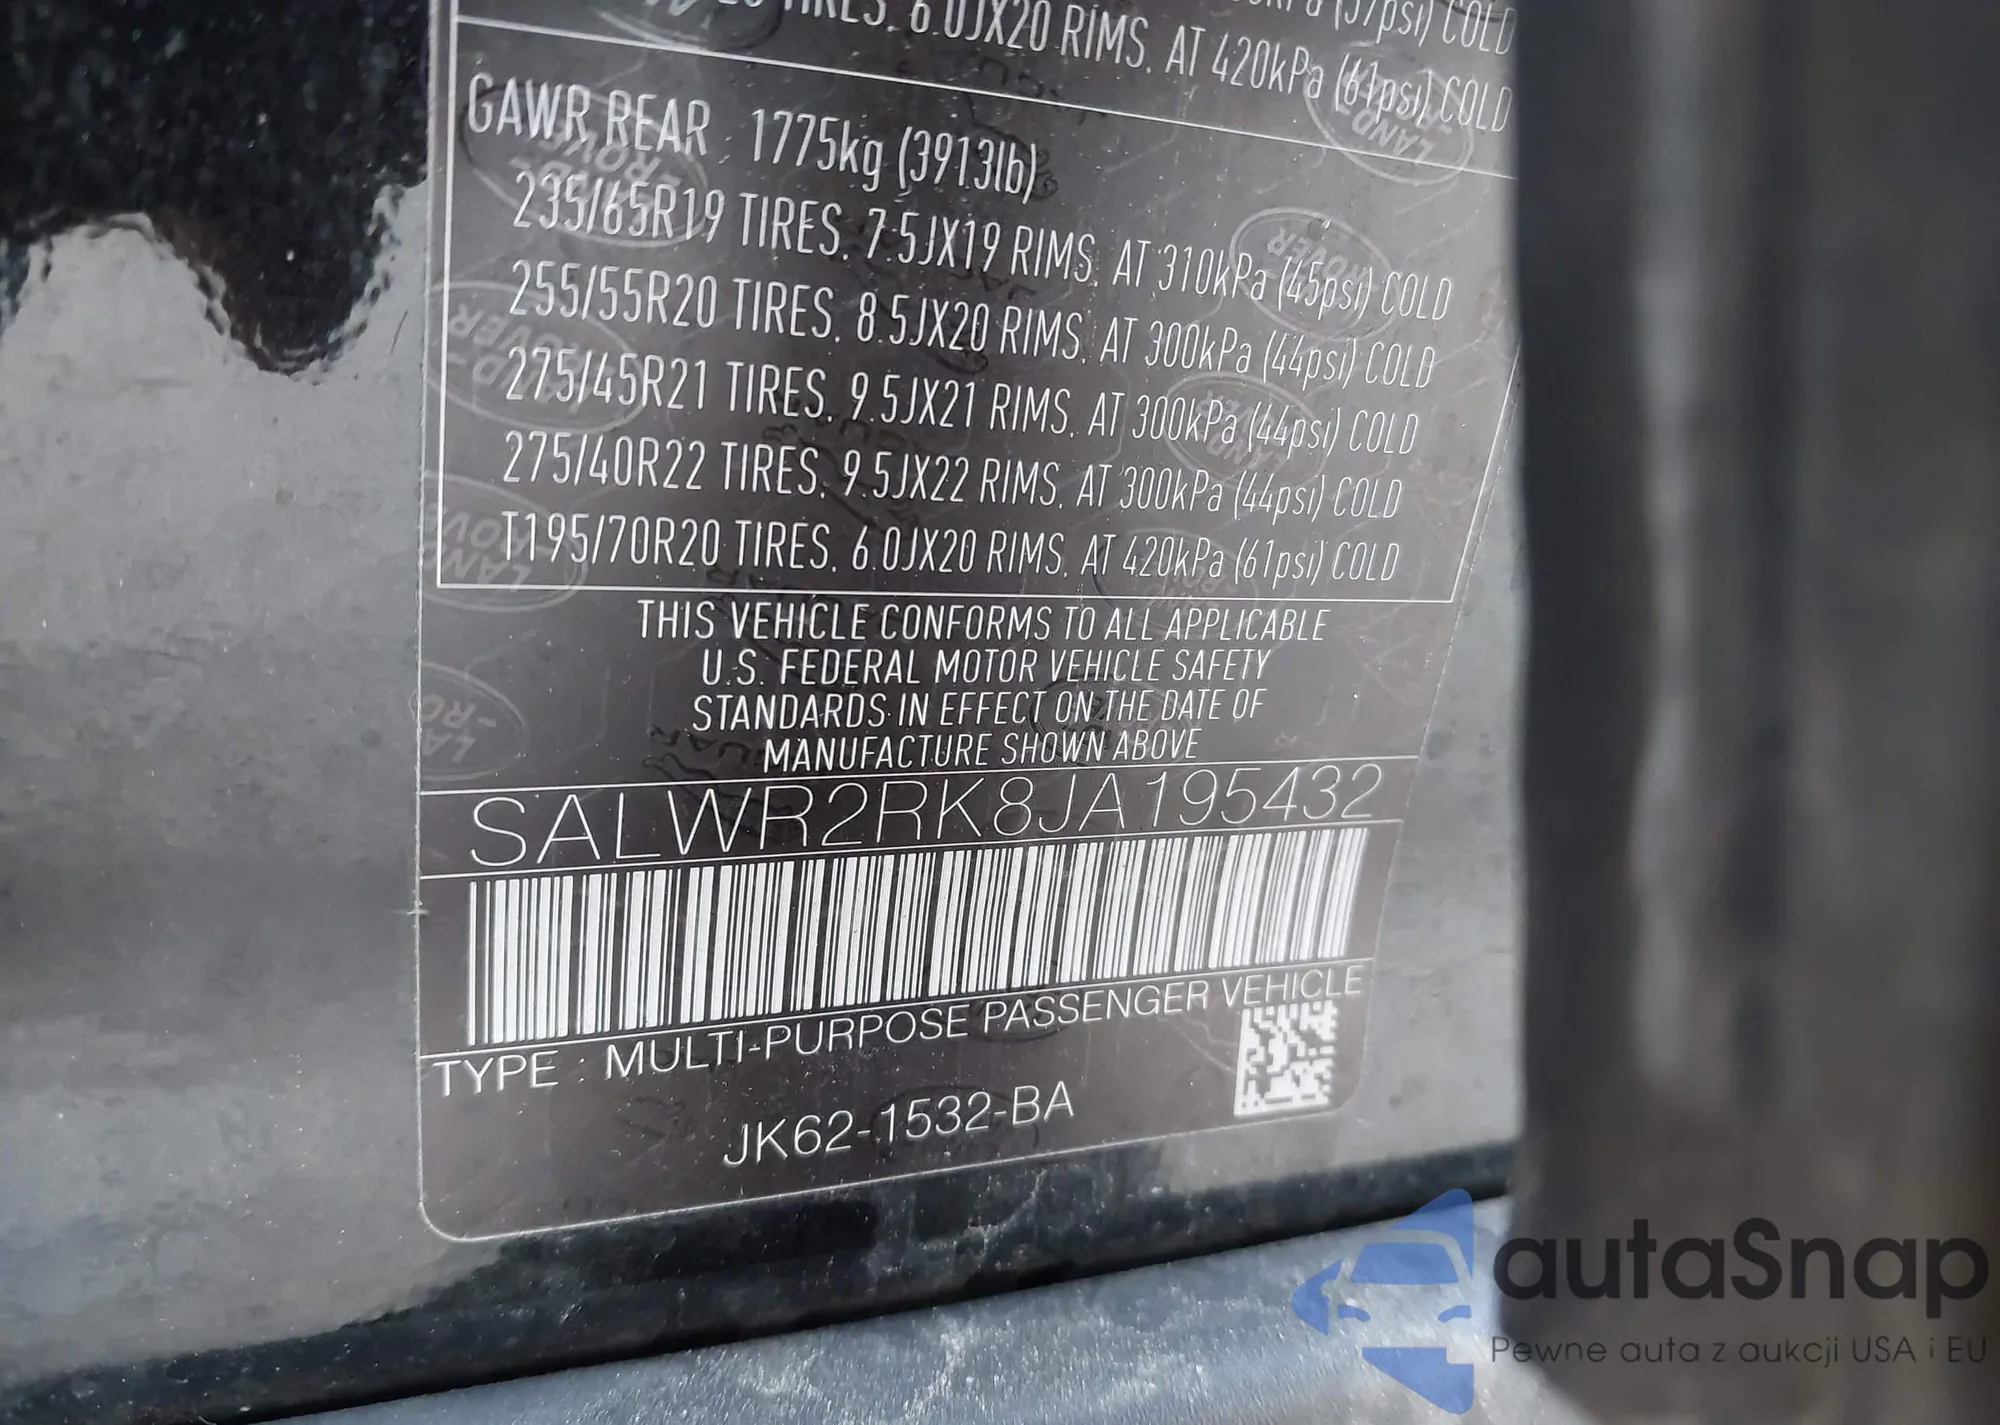 TIRES. 6.0JX20 RIMS. AT 420kPa (61psi) COLD
(37psi) COLD
GAWR REAR 1775kg (3913lb)
235/65R19 TIRES. 7.5JX19 RIMS. AT 310kPa (45psi) COLD
255/55R20 TIRES. 8.5JX20 RIMS. AT 300kPa (44psi) COLD
275/45R21 TIRES. 9.5JX21 RIMS. AT 300kPa (44psi) COLD
275/40R22 TIRES. 9.5JX22 RIMS. AT 300kPa (44psi) COLD
T195/70R20 TIRES. 6.0JX20 RIMS. AT 420kPa (61psi) COLD
THIS VEHICLE CONFORMS TO ALL APPLICABLE
U.S. FEDERAL MOTOR VEHICLE SAFETY
STANDARDS IN EFFECT ON THE DATE OF
MANUFACTURE SHOWN ABOVE
SALWR2RK8JA195432
TYPE : MULTI-PURPOSE PASSENGER VEHICLE
JK62-1532-BA
autaSnap
Pewne auta z aukcji USA i EU